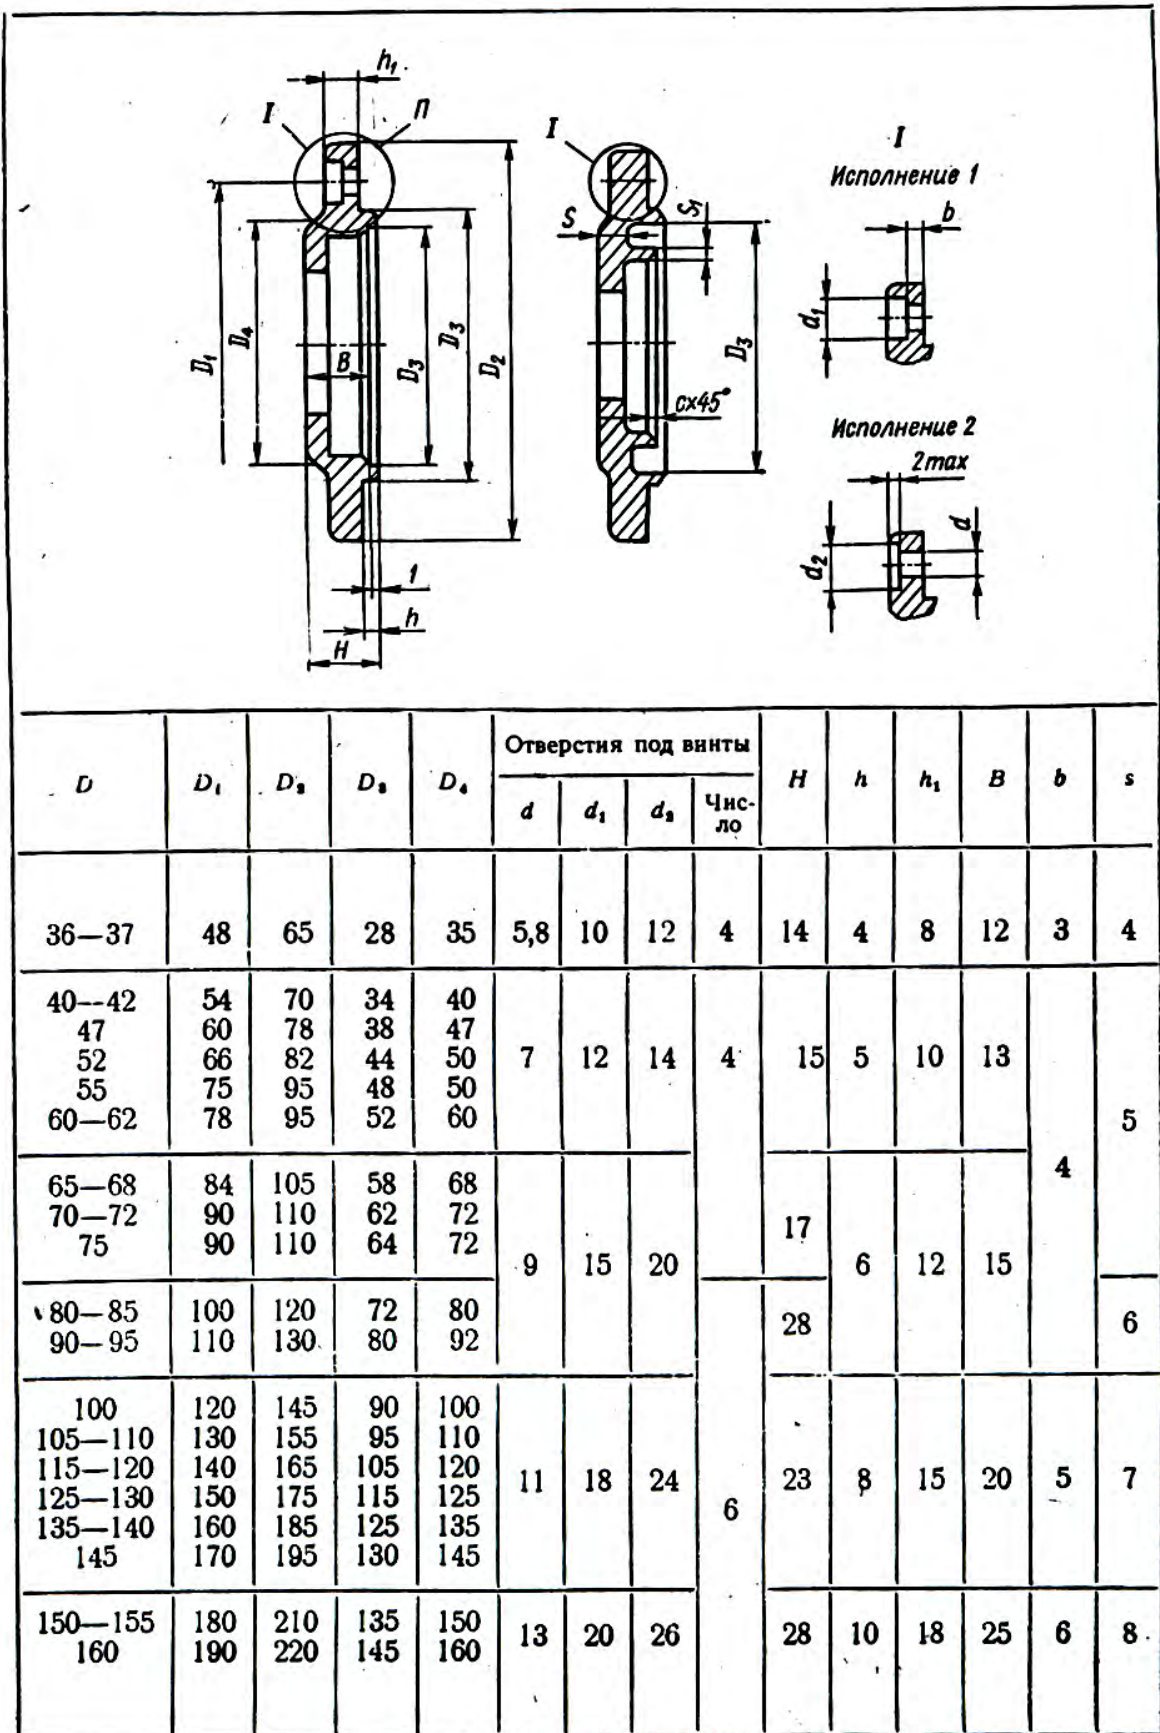 h₁
I
П
I
I
Исполнение 1
b
S
S₁
d₁
D₁
D₄
B
D₃
D₃
D₂
D₃
c×45°
Исполнение 2
2max
d₂
d
1
h
H
Отверстия под винты
D D₁ D₂ D₃ D₄ d d₁ d₂ Чис-
ло
H h h₁ B b s
36—37 48 65 28 35 5,8 10 12 4 14 4 8 12 3 4
40—42 54 70 34 40
47 60 78 38 47
52 66 82 44 50 7 12 14 4 15 5 10 13
55 75 95 48 50
60—62 78 95 52 60 5
4
65—68 84 105 58 68
70—72 90 110 62 72 17
75 90 110 64 72
9 15 20 6 12 15
80—85 100 120 72 80 28 6
90—95 110 130 80 92
100 120 145 90 100
105—110 130 155 95 110
115—120 140 165 105 120 11 18 24 23 8 15 20 5 7
125—130 150 175 115 125 6
135—140 160 185 125 135
145 170 195 130 145
150—155 180 210 135 150 13 20 26 28 10 18 25 6 8
160 190 220 145 160